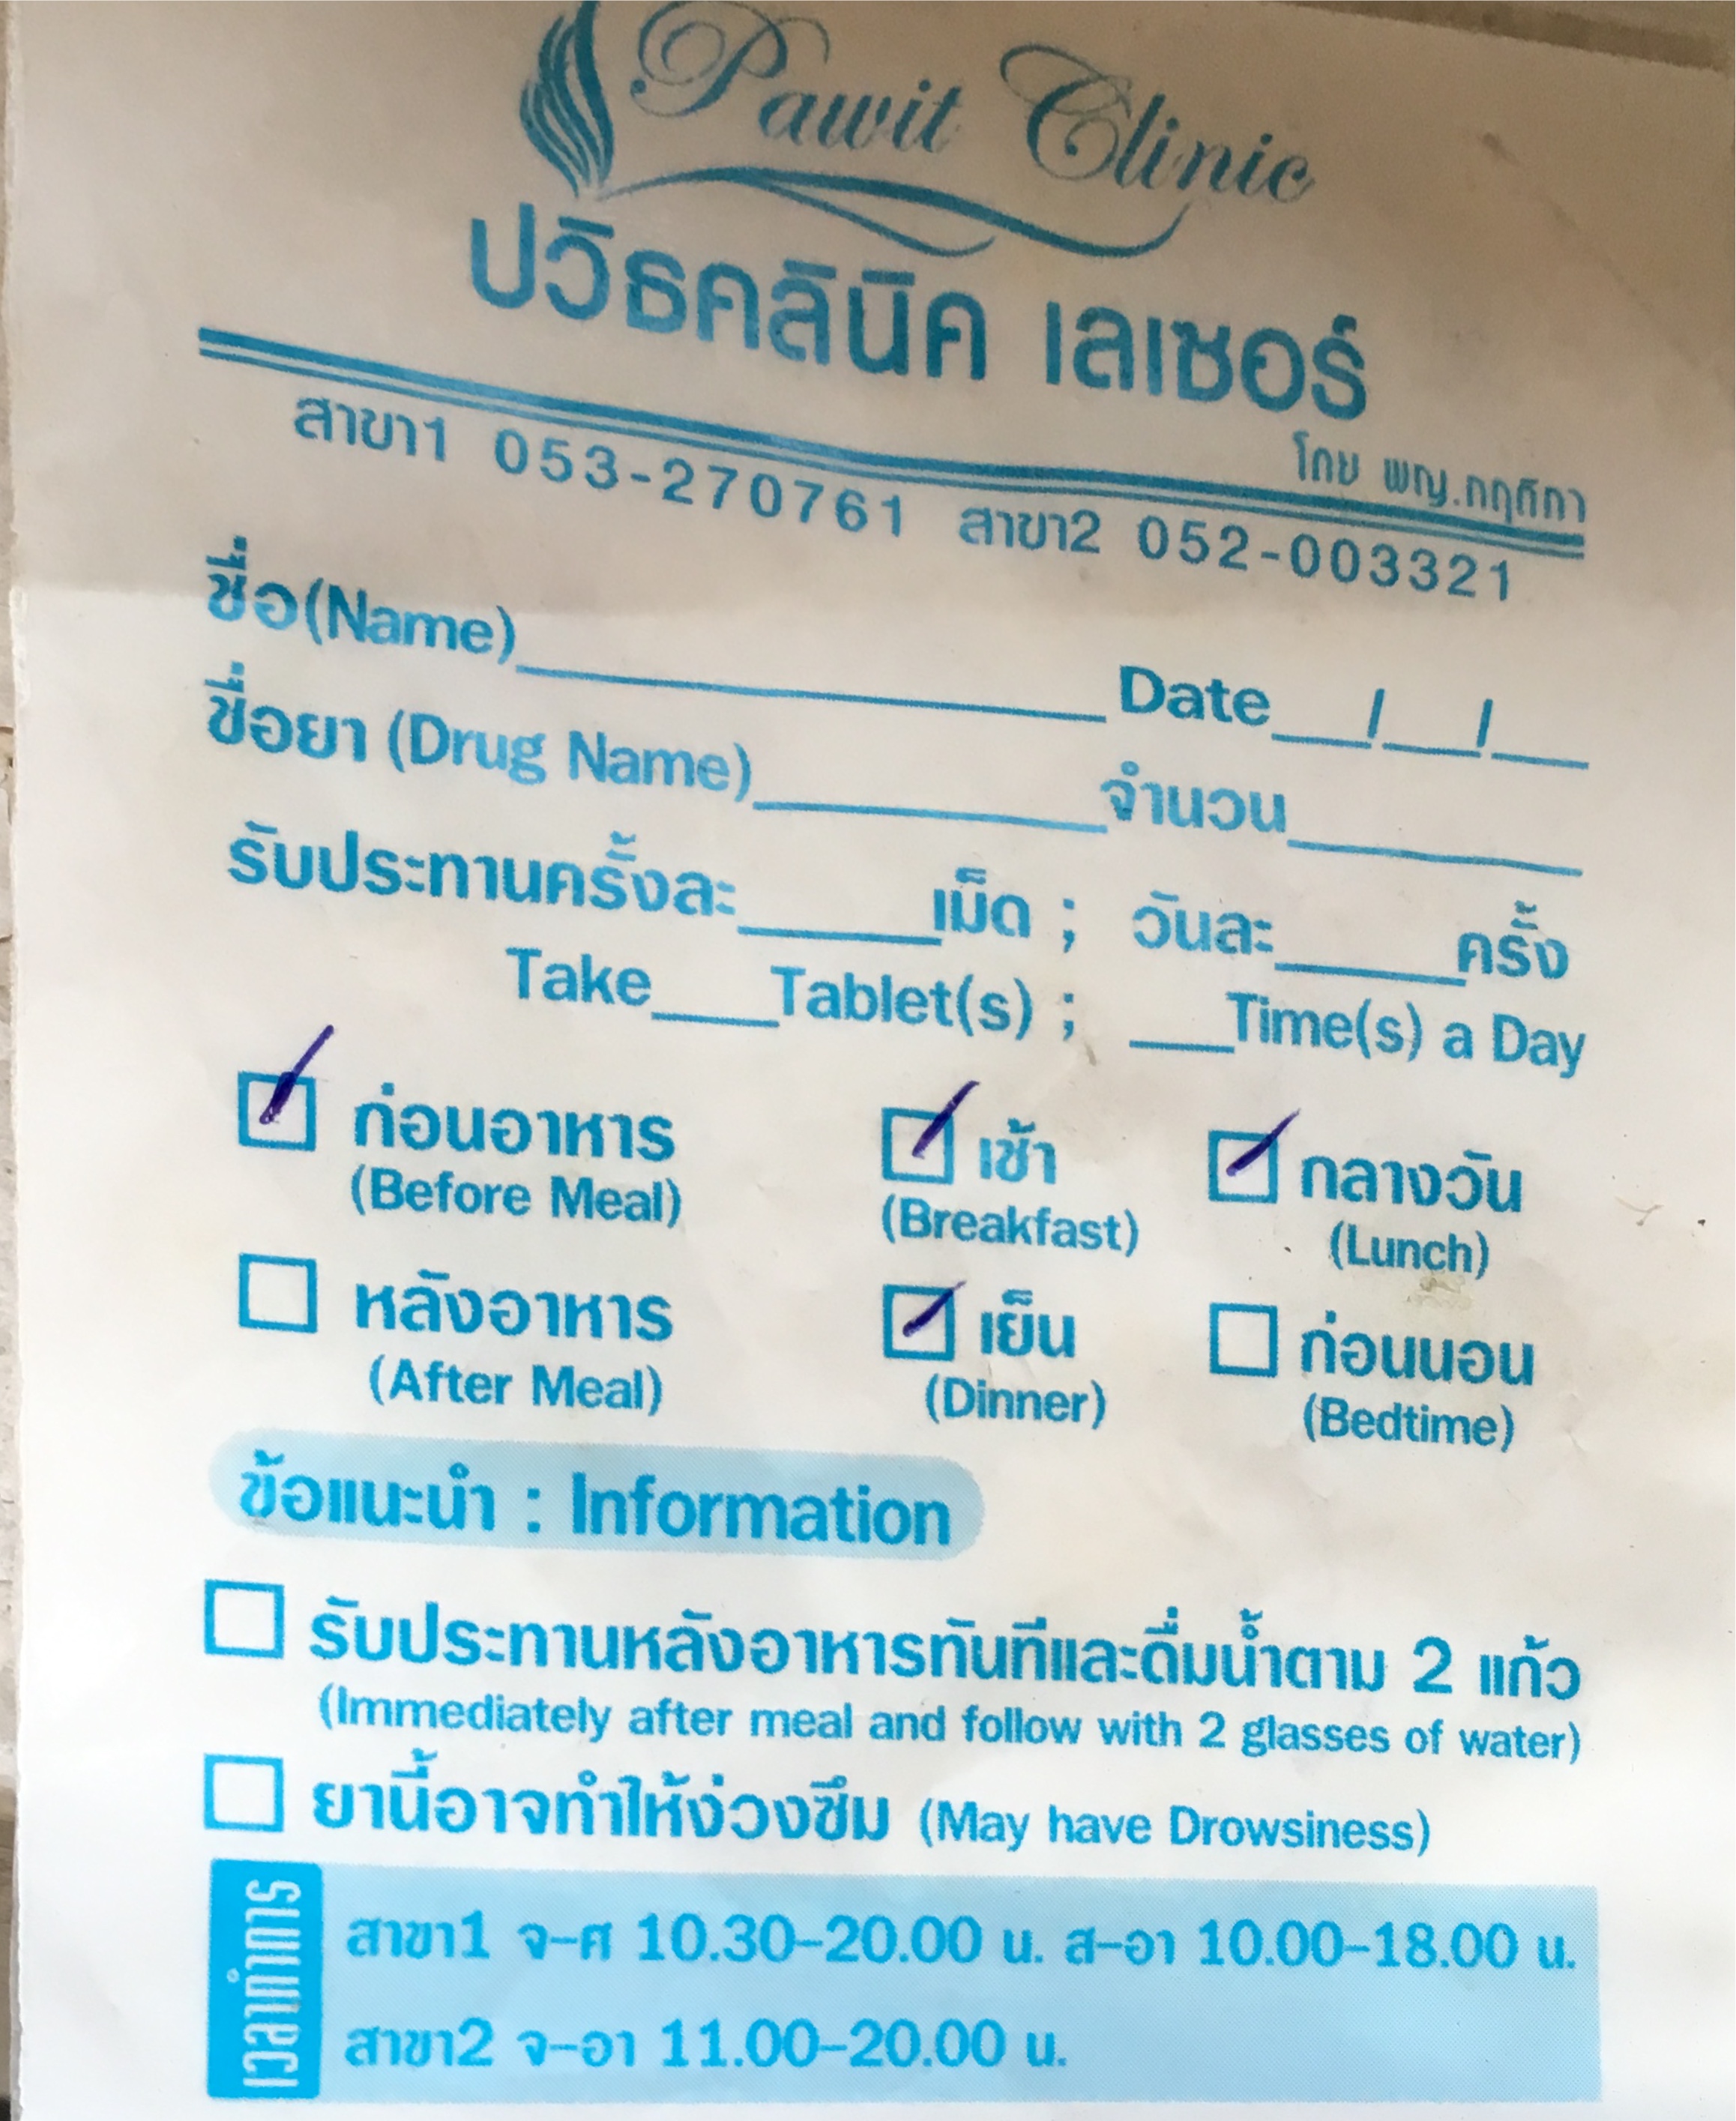 Pawit Clinic
ปวิธคลินิค เลเซอร์
โดย พญ.กฤติกา
สาขา1 053-270761 สาขา2 052-003321
ชื่อ(Name)__________ Date___/___/___
ชื่อยา (Drug Name)__________จำนวน__________
รับประทานครั้งละ______เม็ด ; วันละ______ครั้ง
Take____Tablet(s) ; ___Time(s) a Day
ก่อนอาหาร เช้า กลางวัน
(Before Meal) (Breakfast) (Lunch)
หลังอาหาร เย็น ก่อนนอน
(After Meal) (Dinner) (Bedtime)
ข้อแนะนำ : Information
รับประทานหลังอาหารทันทีและดื่มน้ำตาม 2 แก้ว
(Immediately after meal and follow with 2 glasses of water)
ยานี้อาจทำให้ง่วงซึม (May have Drowsiness)
เวลาทำการ
สาขา1 จ-ศ 10.30-20.00 น. ส-อา 10.00-18.00 น.
สาขา2 จ-อา 11.00-20.00 น.